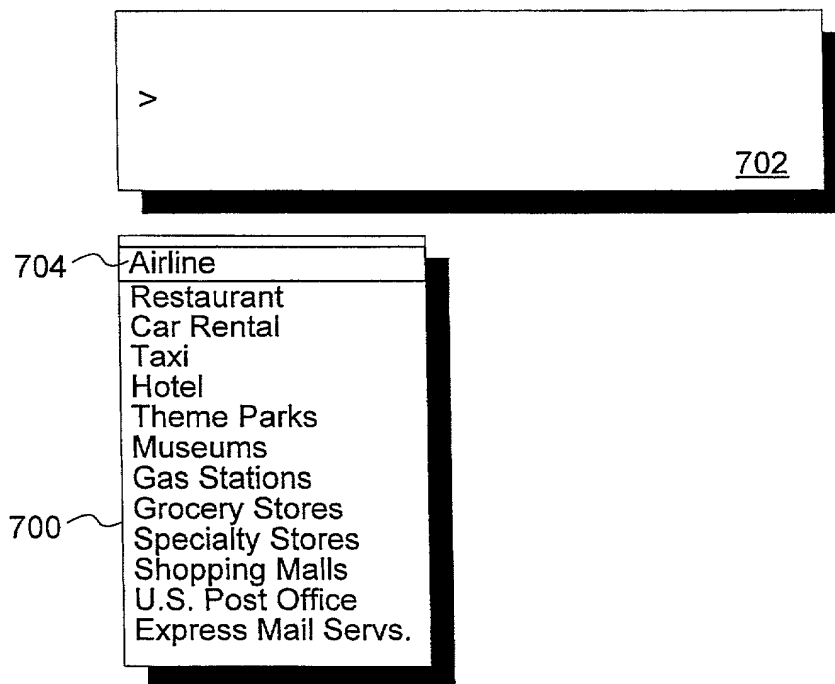 >
702
704
Airline
Restaurant
Car Rental
Taxi
Hotel
Theme Parks
Museums
Gas Stations
700
Grocery Stores
Specialty Stores
Shopping Malls
U.S. Post Office
Express Mail Servs.